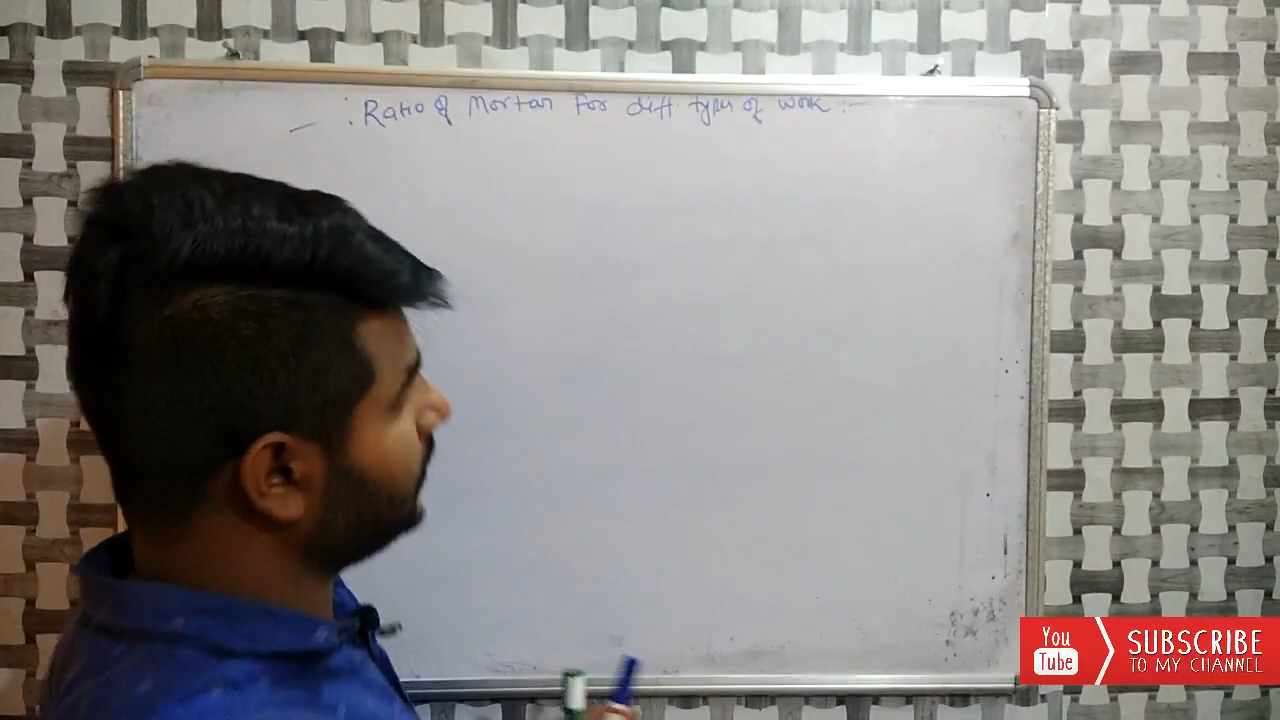 Ratio of Mortar For diff. types of work :-
You Tube
SUBSCRIBE
TO MY CHANNEL